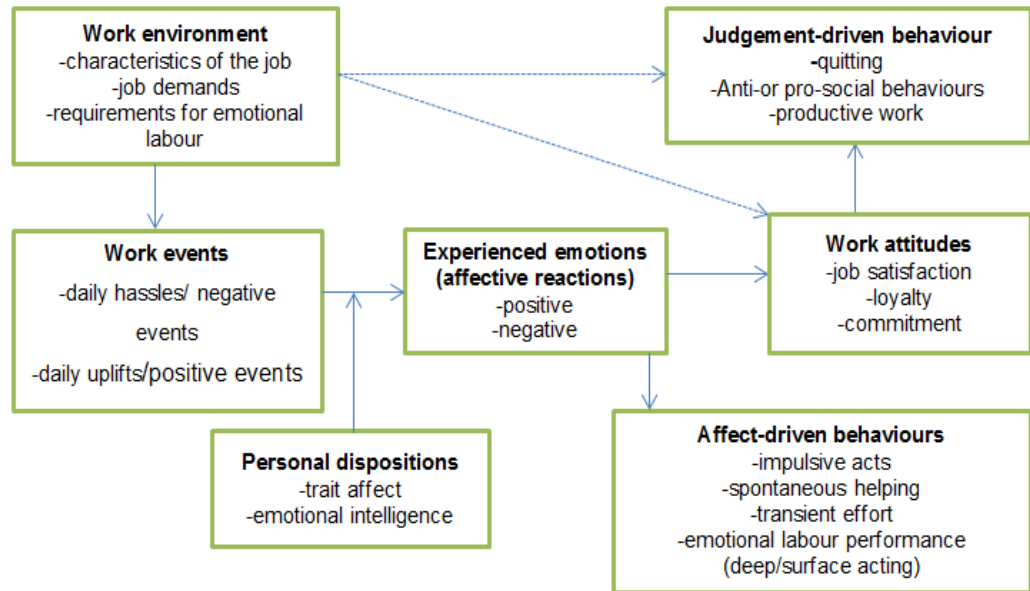 Work environment
-characteristics of the job
-job demands
-requirements for emotional
labour
Judgement-driven behaviour
-quitting
-Anti-or pro-social behaviours
-productive work
Work events
-daily hassles/ negative
events
-daily uplifts/positive events
Experienced emotions
(affective reactions)
-positive
-negative
Work attitudes
-job satisfaction
-loyalty
-commitment
Personal dispositions
-trait affect
-emotional intelligence
Affect-driven behaviours
-impulsive acts
-spontaneous helping
-transient effort
-emotional labour performance
(deep/surface acting)